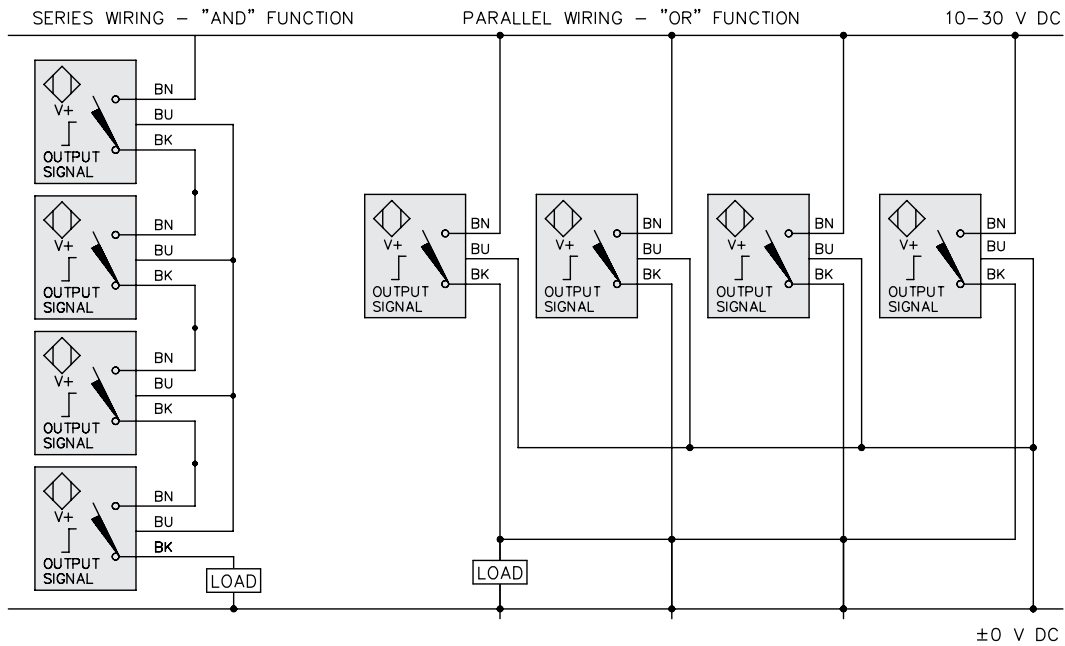 SERIES WIRING – "AND" FUNCTION
PARALLEL WIRING – "OR" FUNCTION
10–30 V DC
V+
OUTPUT
SIGNAL
BN
BU
BK
V+
OUTPUT
SIGNAL
BN
BU
BK
V+
OUTPUT
SIGNAL
BN
BU
BK
V+
OUTPUT
SIGNAL
BN
BU
BK
LOAD
V+
OUTPUT
SIGNAL
BN
BU
BK
V+
OUTPUT
SIGNAL
BN
BU
BK
V+
OUTPUT
SIGNAL
BN
BU
BK
V+
OUTPUT
SIGNAL
BN
BU
BK
LOAD
±0 V DC